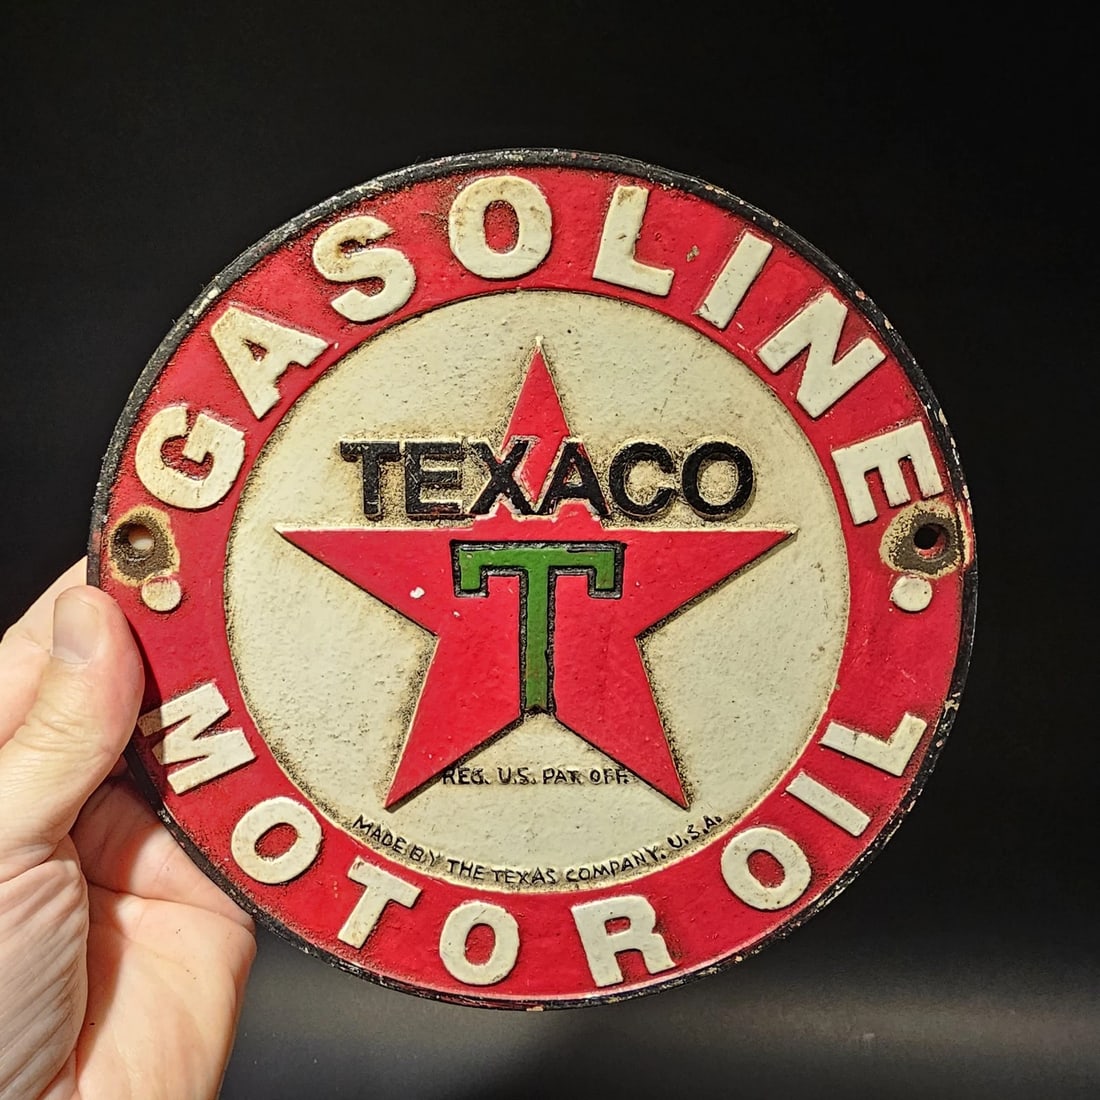 GASOLINE
TEXACO
T
REG. U.S. PAT. OFF.
MADE BY THE TEXAS COMPANY, U.S.A.
MOTOR OIL